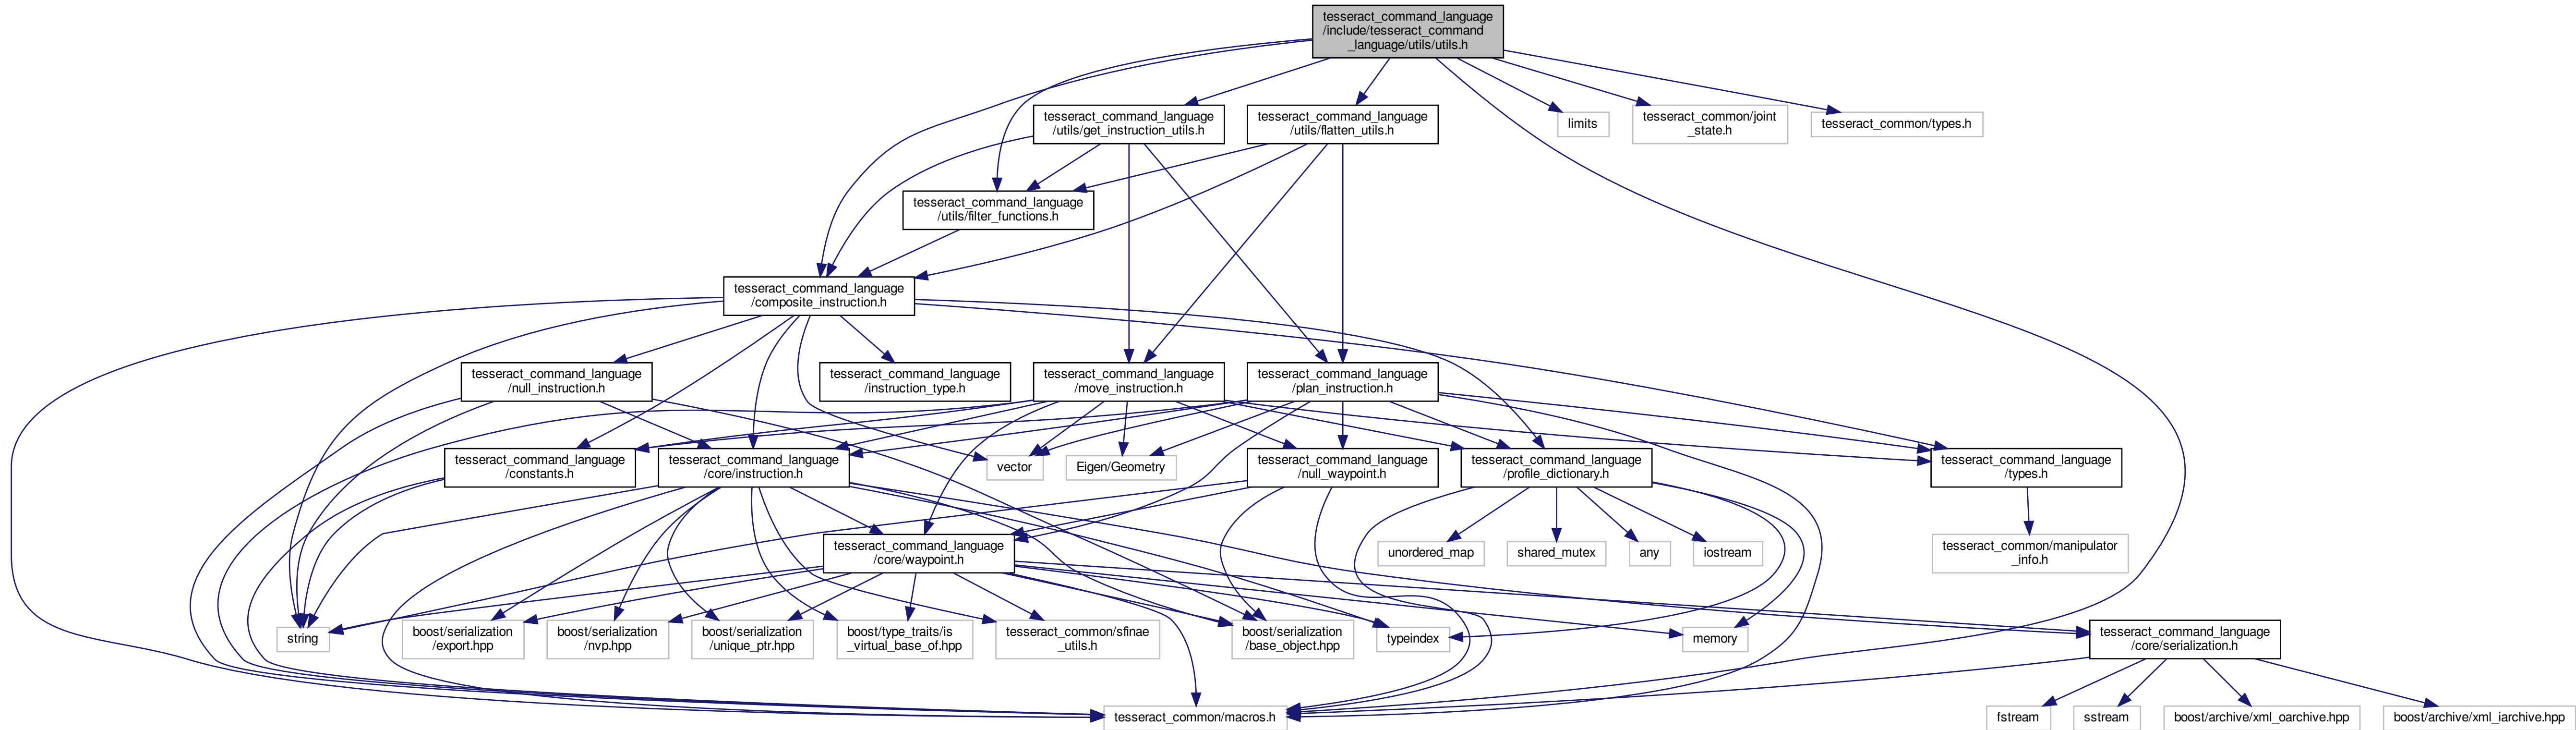 tesseract_command_language
/include/tesseract_command
_language/utils/utils.h
tesseract_command_language
/utils/get_instruction_utils.h
tesseract_command_language
/utils/flatten_utils.h
limits
tesseract_common/joint
_state.h
tesseract_common/types.h
tesseract_command_language
/utils/filter_functions.h
tesseract_command_language
/composite_instruction.h
tesseract_command_language
/null_instruction.h
tesseract_command_language
/instruction_type.h
tesseract_command_language
/move_instruction.h
tesseract_command_language
/plan_instruction.h
tesseract_command_language
/constants.h
tesseract_command_language
/core/instruction.h
vector
Eigen/Geometry
tesseract_command_language
/null_waypoint.h
tesseract_command_language
/profile_dictionary.h
tesseract_command_language
/types.h
tesseract_command_language
/core/waypoint.h
unordered_map
shared_mutex
any
iostream
tesseract_common/manipulator
_info.h
string
boost/serialization
/export.hpp
boost/serialization
/nvp.hpp
boost/serialization
/unique_ptr.hpp
boost/type_traits/is
_virtual_base_of.hpp
tesseract_common/sfinae
_utils.h
boost/serialization
/base_object.hpp
typeindex
memory
tesseract_command_language
/core/serialization.h
tesseract_common/macros.h
fstream
sstream
boost/archive/xml_oarchive.hpp
boost/archive/xml_iarchive.hpp